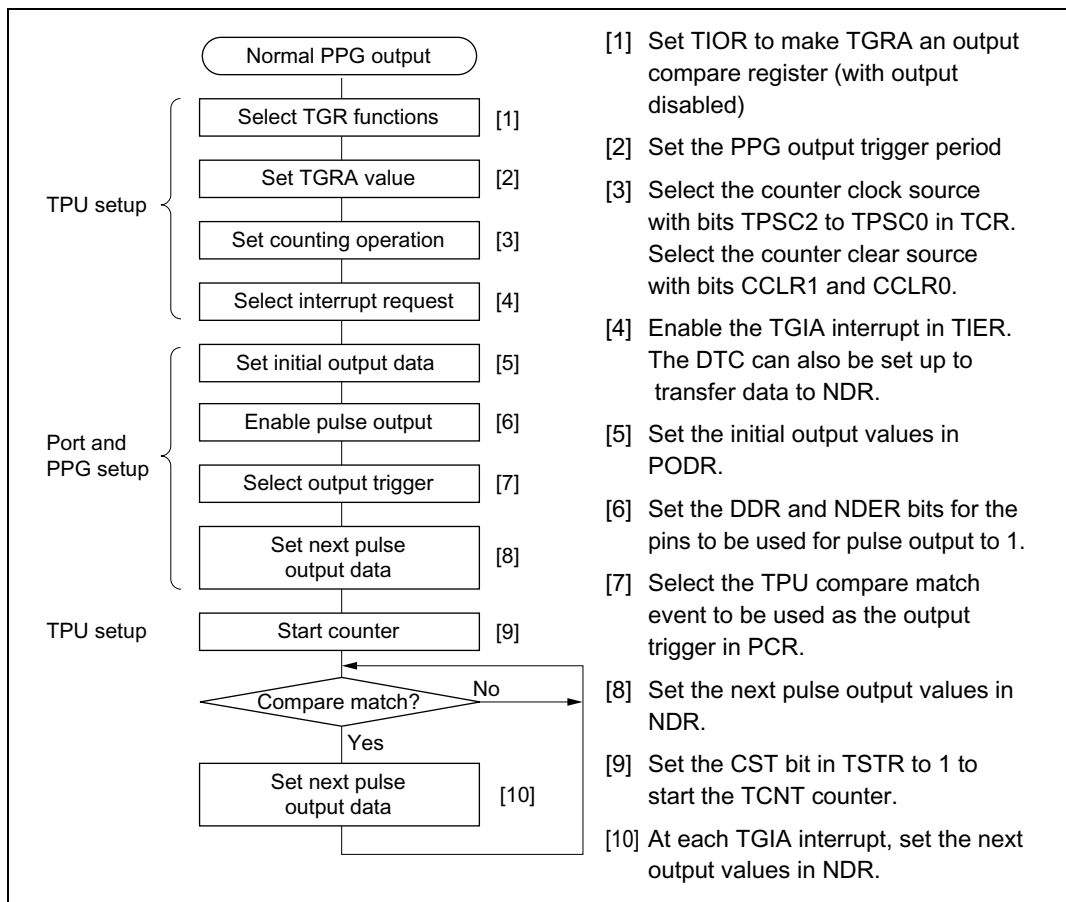 Normal PPG output
Select TGR functions [1]
Set TGRA value [2]
TPU setup
Set counting operation [3]
Select interrupt request [4]
Set initial output data [5]
Enable pulse output [6]
Port and
PPG setup
Select output trigger [7]
Set next pulse
output data [8]
TPU setup
Start counter [9]
Compare match?
No
Yes
Set next pulse
output data [10]
[1] Set TIOR to make TGRA an output
compare register (with output
disabled)
[2] Set the PPG output trigger period
[3] Select the counter clock source
with bits TPSC2 to TPSC0 in TCR.
Select the counter clear source
with bits CCLR1 and CCLR0.
[4] Enable the TGIA interrupt in TIER.
The DTC can also be set up to
transfer data to NDR.
[5] Set the initial output values in
PODR.
[6] Set the DDR and NDER bits for the
pins to be used for pulse output to 1.
[7] Select the TPU compare match
event to be used as the output
trigger in PCR.
[8] Set the next pulse output values in
NDR.
[9] Set the CST bit in TSTR to 1 to
start the TCNT counter.
[10] At each TGIA interrupt, set the next
output values in NDR.